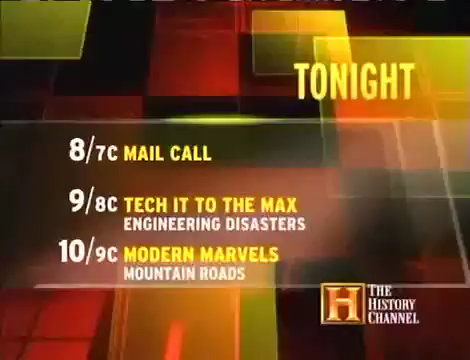 TONIGHT
8/7C MAIL CALL
9/8C TECH IT TO THE MAX
ENGINEERING DISASTERS
10/9C MODERN MARVELS
MOUNTAIN ROADS
H THE
HISTORY
CHANNEL